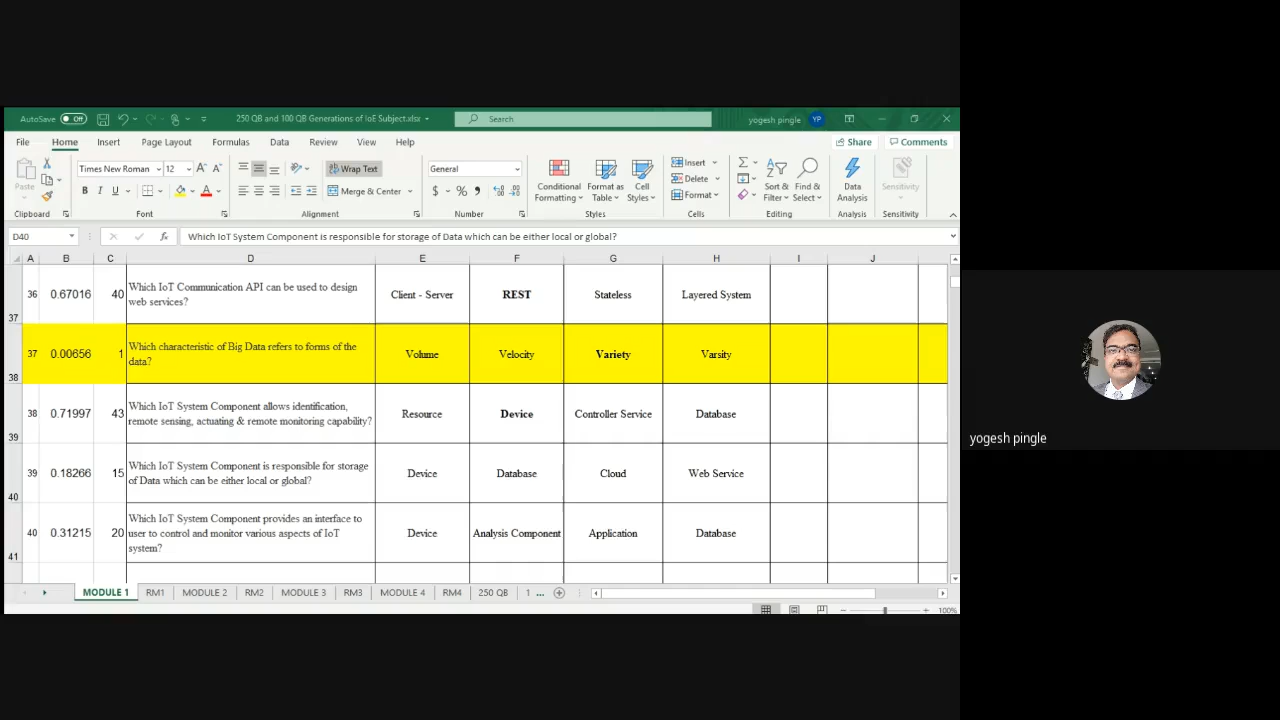 AutoSave Off 250 QB and 100 QB Generations of IoE Subject.xlsx Search yogesh pingle YP
File Home Insert Page Layout Formulas Data Review View Help Share Comments
Paste Times New Roman 12 Wrap Text General Insert
B I U Merge & Center $ % Conditional Formatting Format as Table Cell Styles Delete Format Sort & Filter Find & Select Data Analysis Sensitivity
Clipboard Font Alignment Number Styles Cells Editing Analysis Sensitivity
D40 fx Which IoT System Component is responsible for storage of Data which can be either local or global?
A B C D E F G H I J
37 36 0.67016 40 Which IoT Communication API can be used to design web services? Client - Server REST Stateless Layered System
38 37 0.00656 1 Which characteristic of Big Data refers to forms of the data? Volume Velocity Variety Varsity
39 38 0.71997 43 Which IoT System Component allows identification, remote sensing, actuating & remote monitoring capability? Resource Device Controller Service Database
40 39 0.18266 15 Which IoT System Component is responsible for storage of Data which can be either local or global? Device Database Cloud Web Service
41 40 0.31215 20 Which IoT System Component provides an interface to user to control and monitor various aspects of IoT system? Device Analysis Component Application Database
MODULE 1 RM1 MODULE 2 RM2 MODULE 3 RM3 MODULE 4 RM4 250 QB 1 ...
100%
yogesh pingle